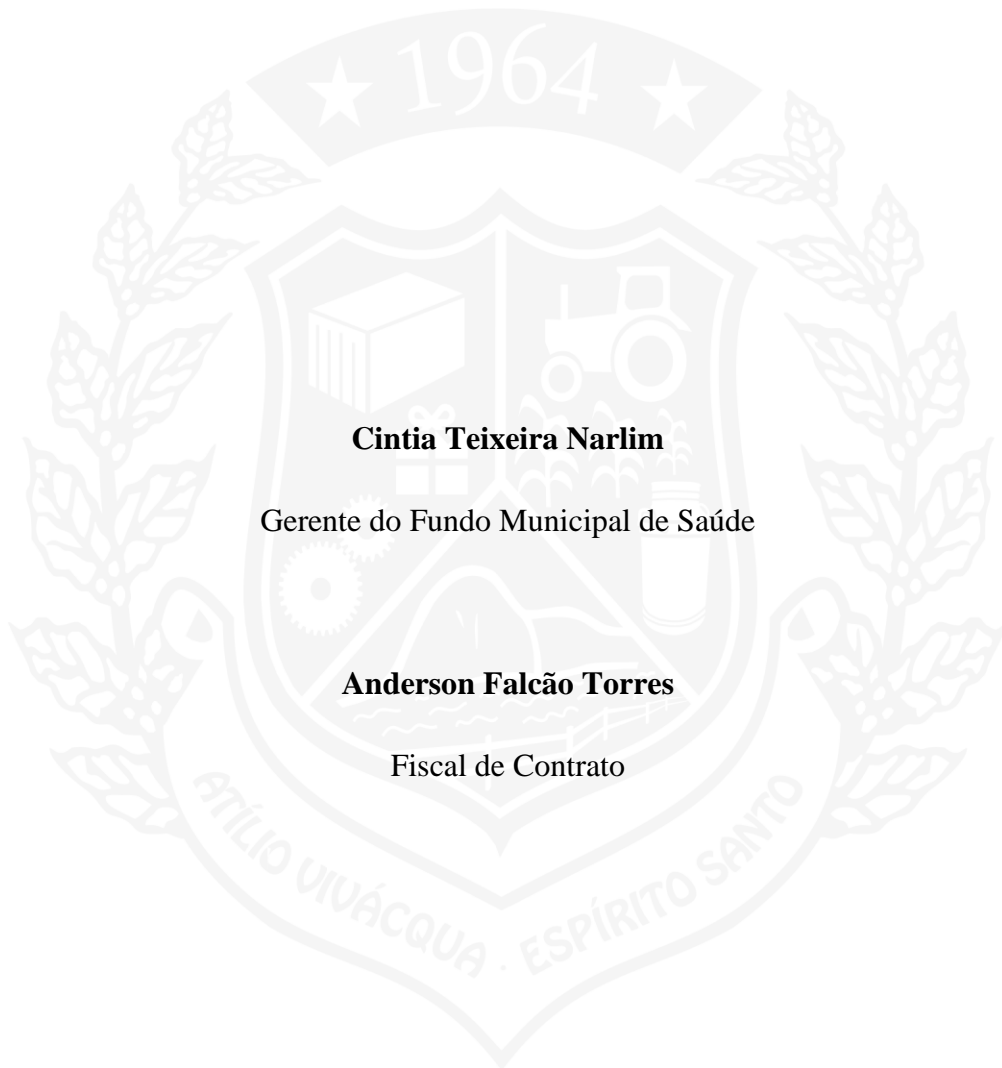 ★ 1964 ★
Cintia Teixeira Narlim
Gerente do Fundo Municipal de Saúde
Anderson Falcão Torres
Fiscal de Contrato
ATÍLIO VIVÁCQUA · ESPÍRITO SANTO